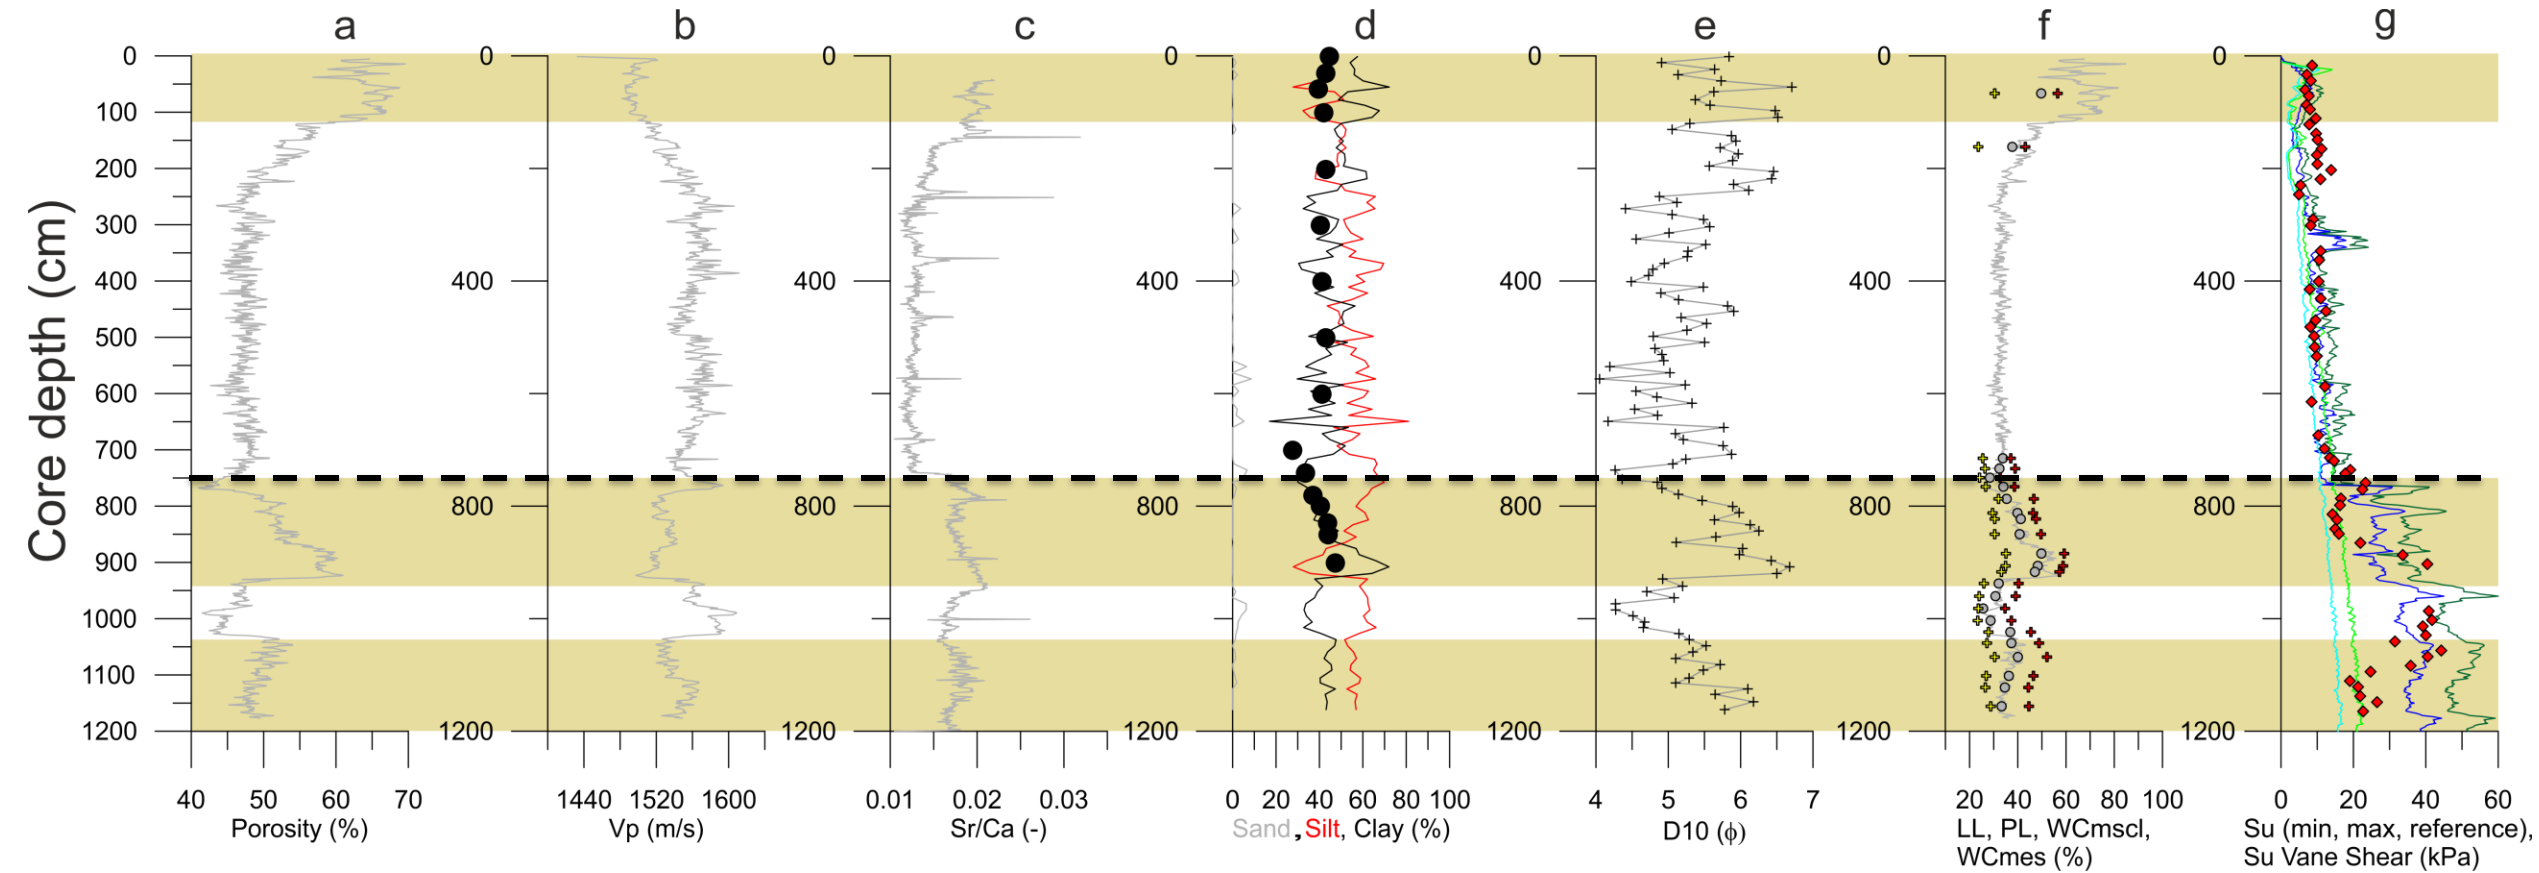 a b c d e f g
Core depth (cm)
0 0 0 0 0 0 0
100
200
300
400 400 400 400 400 400 400
500
600
700
800 800 800 800 800 800 800
900
1000
1100
1200 1200 1200 1200 1200 1200 1200
40 50 60 70 1440 1520 1600 0.01 0.02 0.03 0 20 40 60 80 100 4 5 6 7 20 40 60 80 100 0 20 40 60
Porosity (%)
Vp (m/s)
Sr/Ca (-)
Sand, Silt, Clay (%)
D10 (ϕ)
LL, PL, WCmscl,
WCmes (%)
Su (min, max, reference),
Su Vane Shear (kPa)